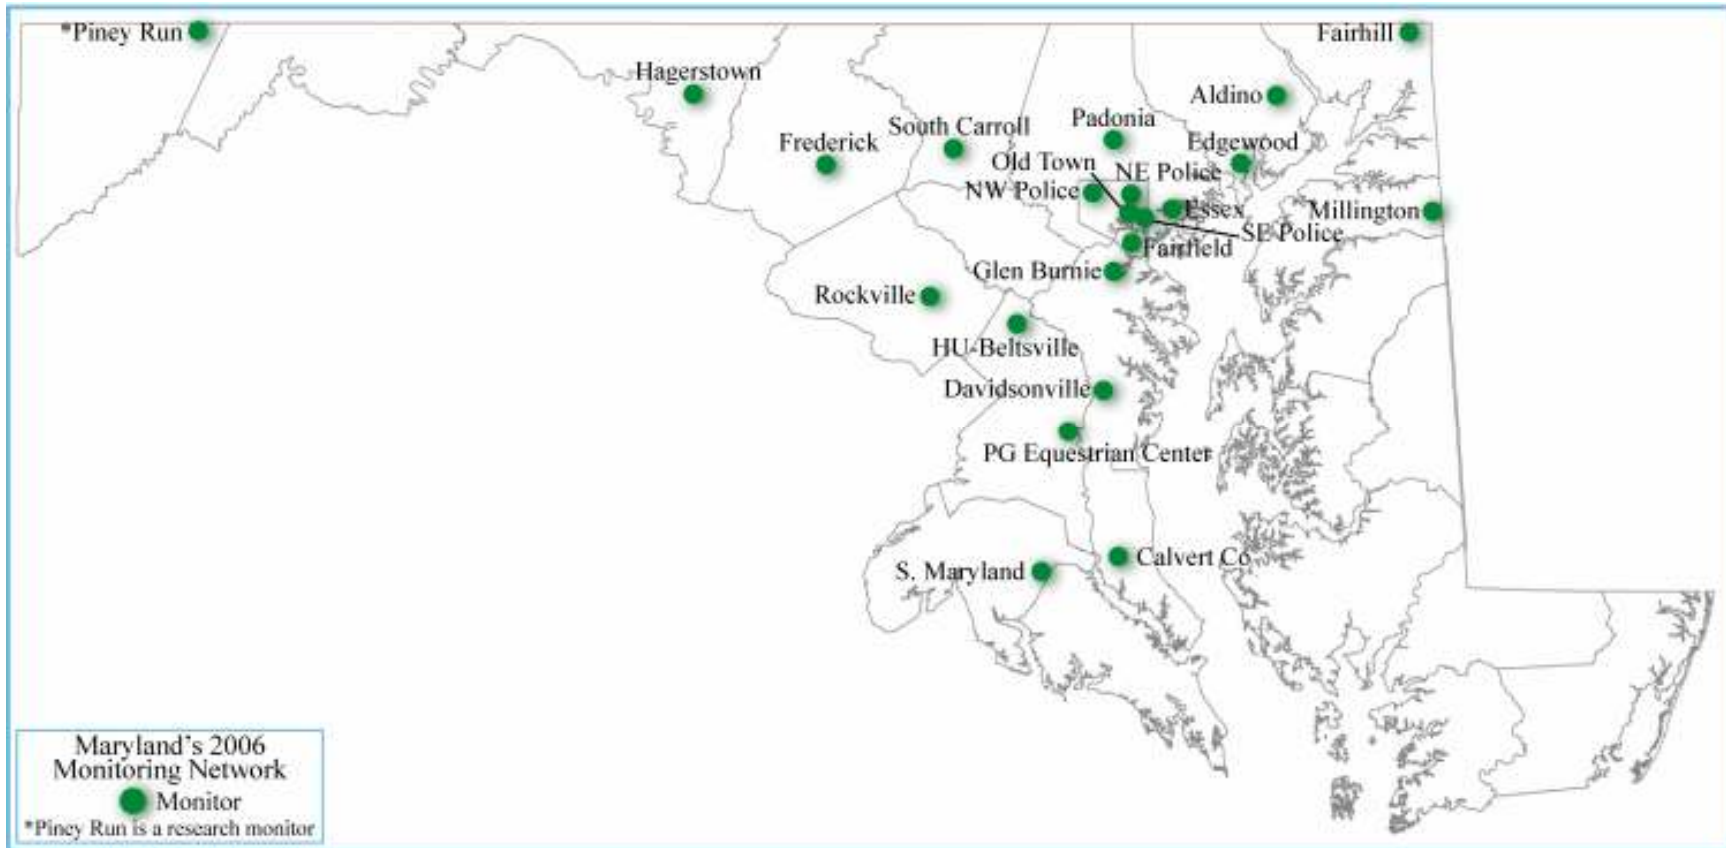 *Piney Run
Fairhill
Hagerstown
Aldino
Padonia
South Carroll
Frederick
Edgewood
Old Town
NE Police
NW Police
Essex
Millington
SE Police
Fairfield
Glen Burnie
Rockville
HU-Beltsville
Davidsonville
PG Equestrian Center
Calvert Co
S. Maryland
Maryland's 2006
Monitoring Network
Monitor
*Piney Run is a research monitor